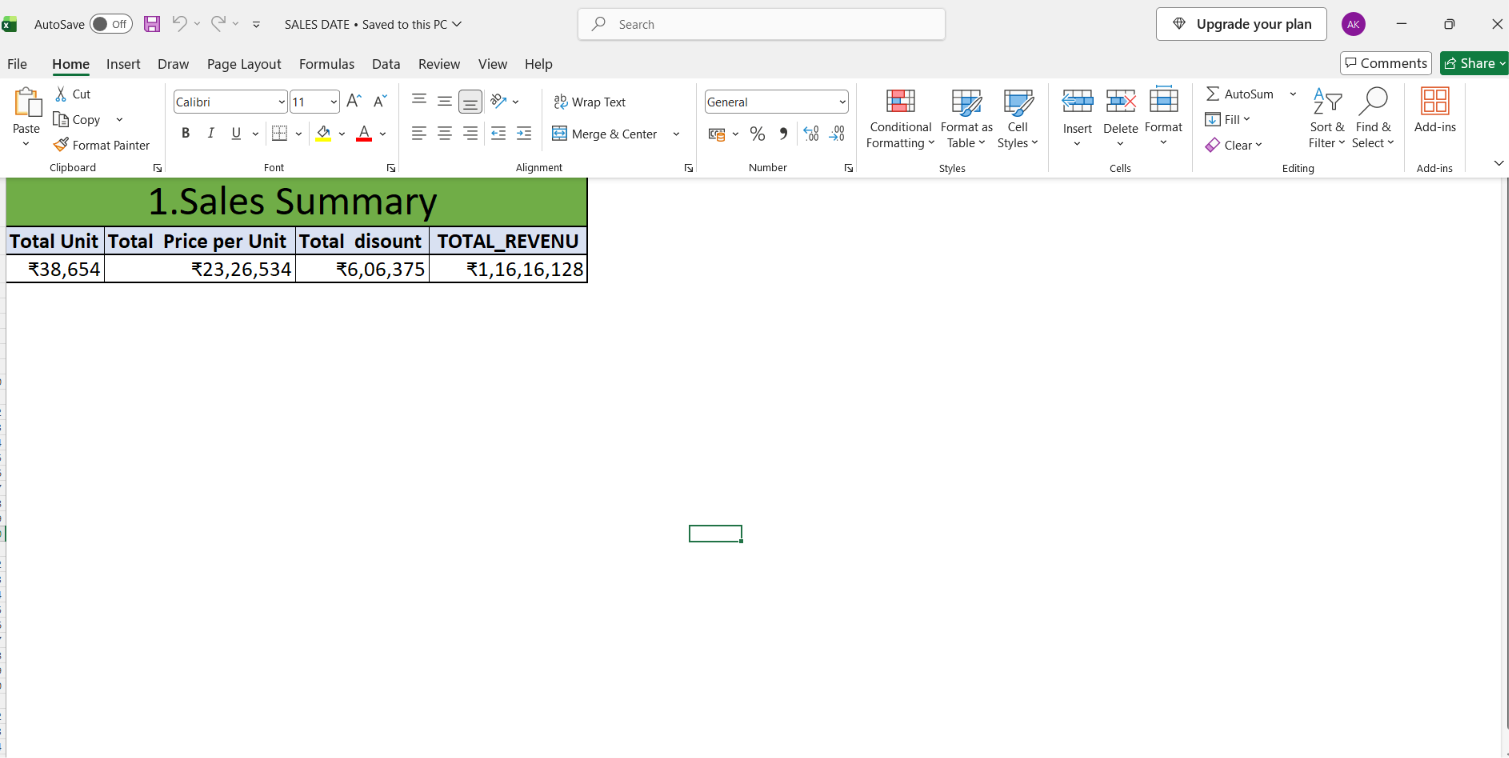 AutoSave Off SALES DATE • Saved to this PC Search Upgrade your plan AK
File Home Insert Draw Page Layout Formulas Data Review View Help Comments Share
Paste
Cut
Copy
Format Painter
Clipboard
Calibri 11 A^ A˅
B I U A
Font
Wrap Text
Merge & Center
Alignment
General
%
Number
Conditional Formatting
Format as Table
Cell Styles
Styles
Insert
Delete
Format
Cells
AutoSum
Fill
Clear
Sort & Filter
Find & Select
Editing
Add-ins
Add-ins
1.Sales Summary
Total Unit Total Price per Unit Total disount TOTAL_REVENU
₹38,654 ₹23,26,534 ₹6,06,375 ₹1,16,16,128